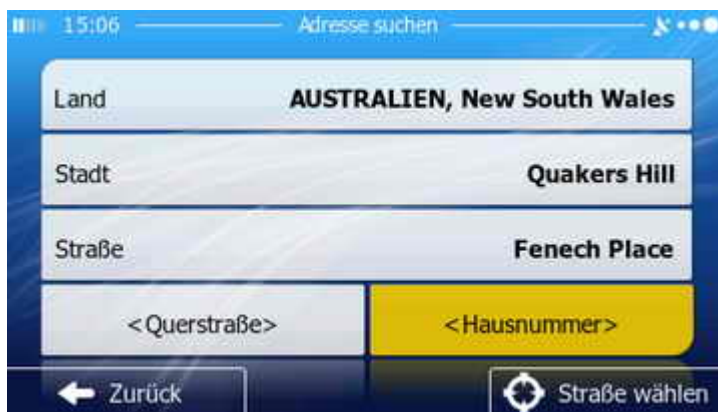 15:06 Adresse suchen
Land AUSTRALIEN, New South Wales
Stadt Quakers Hill
Straße Fenech Place
<Querstraße> <Hausnummer>
Zurück Straße wählen